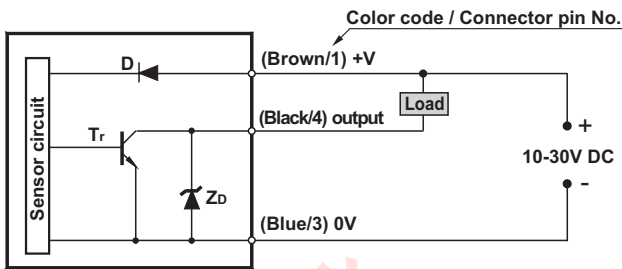 Color code / Connector pin No.
D
(Brown/1) +V
Load
(Black/4) output
Tr
Sensor circuit
+
10-30V DC
-
ZD
(Blue/3) 0V